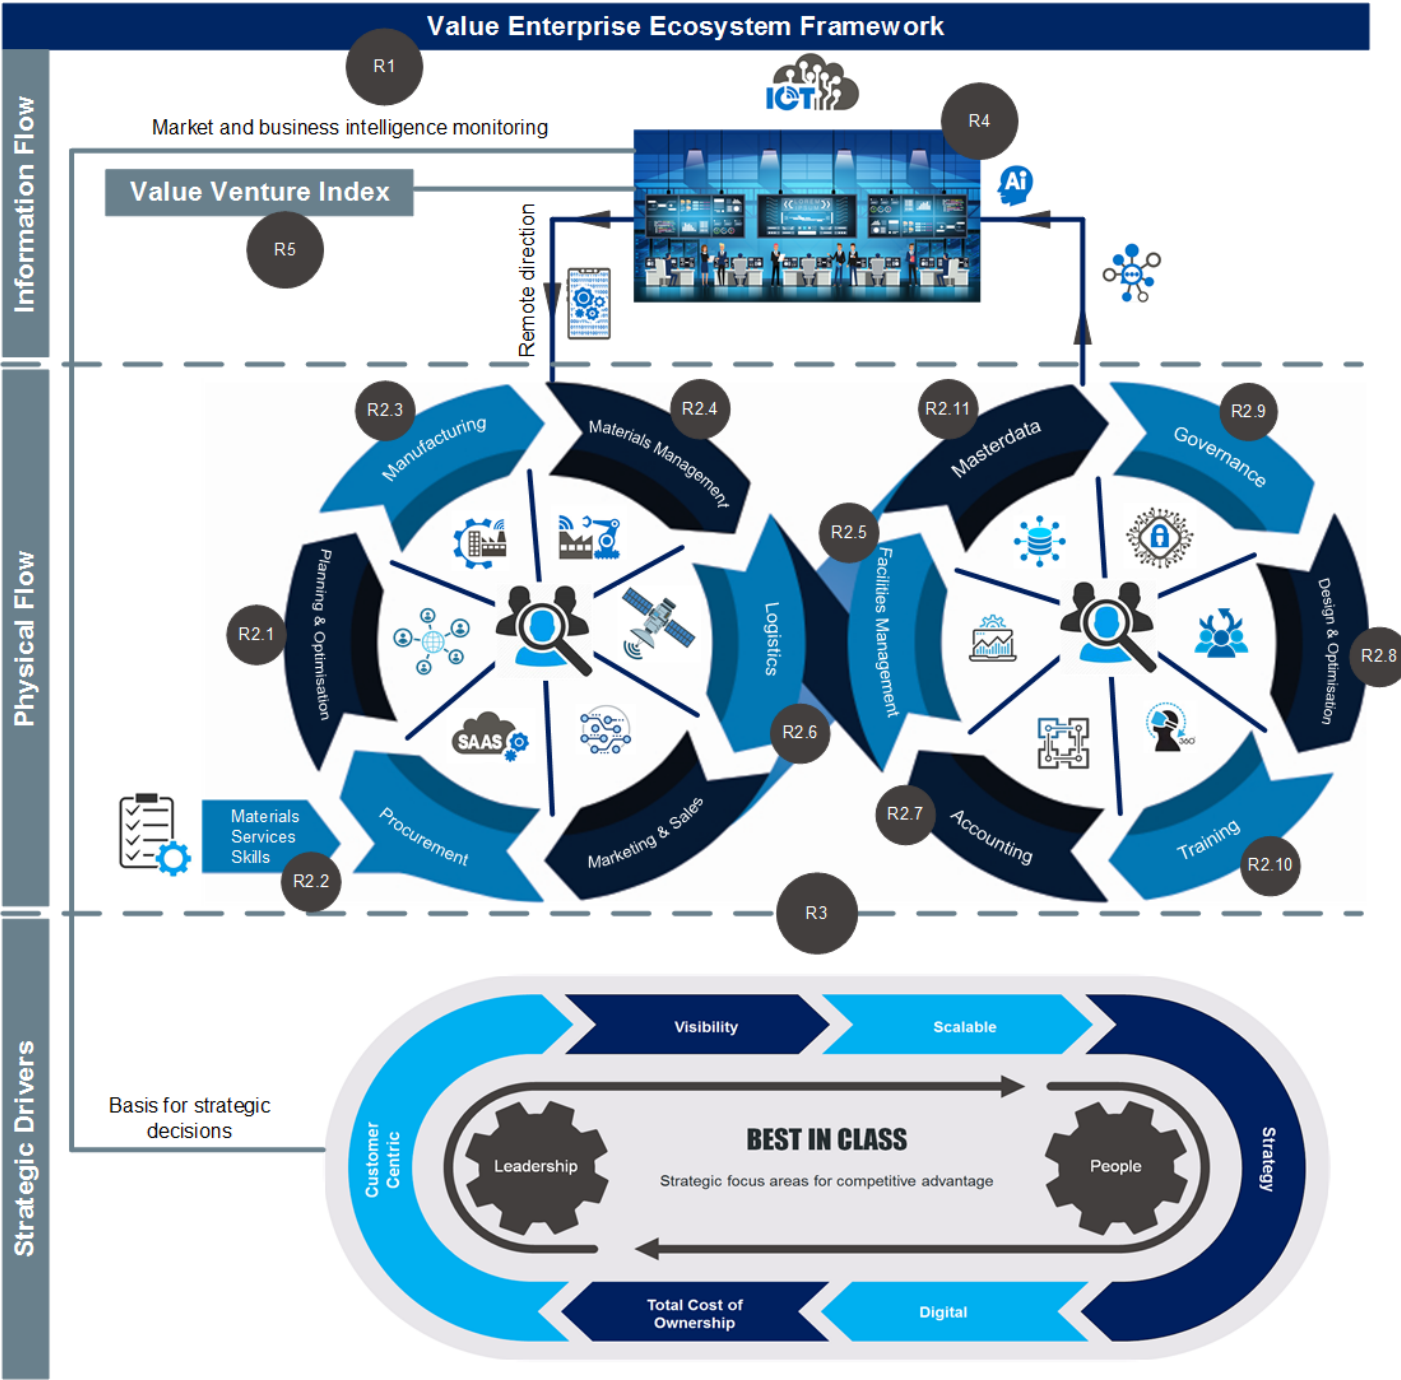 Value Enterprise Ecosystem Framework
Information Flow
R1
Market and business intelligence monitoring
IOT
R4
Value Venture Index
Ai
R5
Remote direction
Physical Flow
R2.3
Manufacturing
R2.4
Materials Management
R2.11
Masterdata
R2.9
Governance
R2.1
Planning & Optimisation
Logistics
R2.5
Facilities Management
Design & Optimisation
R2.8
SAAS
R2.6
360°
Materials
Services
Skills
R2.2
Procurement
Marketing & Sales
R2.7
Accounting
Training
R2.10
R3
Strategic Drivers
Basis for strategic
decisions
Customer
Centric
Visibility
Scalable
Strategy
Leadership
BEST IN CLASS
Strategic focus areas for competitive advantage
People
Total Cost of
Ownership
Digital